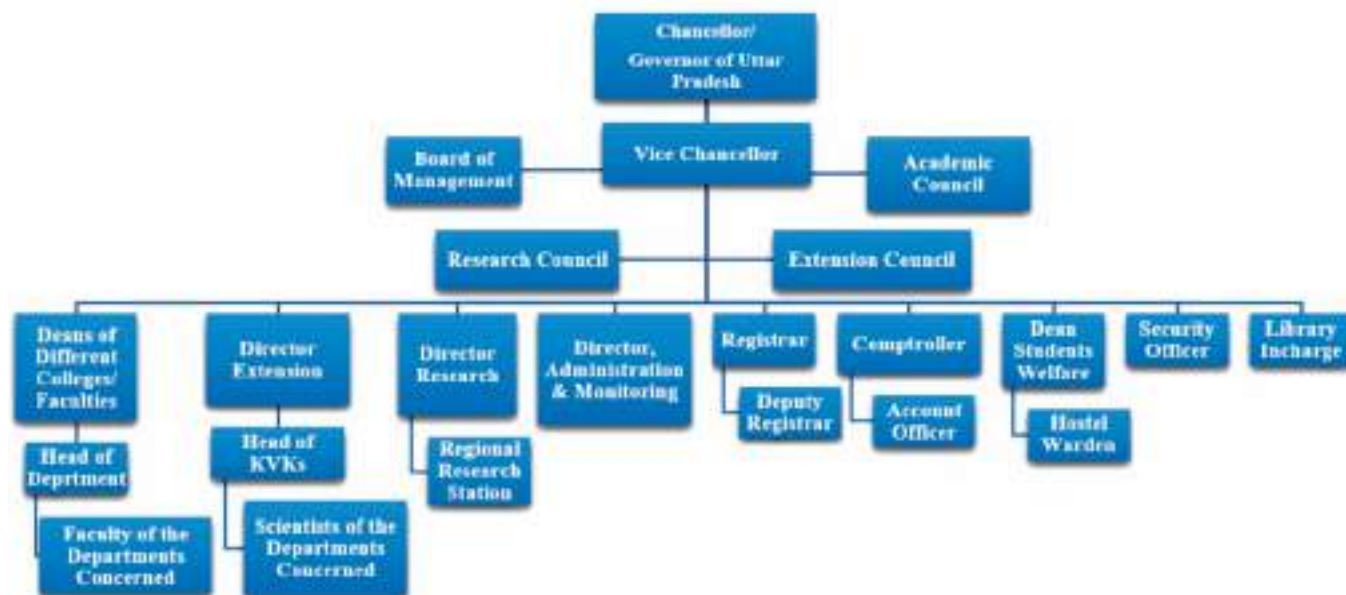 Chancellor/
Governor of Uttar
Pradesh
Vice Chancellor
Board of
Management
Academic
Council
Research Council
Extension Council
Deans of
Different
Colleges/
Faculties
Director
Extension
Director
Research
Director,
Administration
& Monitoring
Registrar
Comptroller
Dean
Students
Welfare
Security
Officer
Library
Incharge
Head of
Deprtment
Head of
KVKs
Regional
Research
Station
Deputy
Registrar
Account
Officer
Hostel
Warden
Faculty of the
Departments
Concerned
Scientists of the
Departments
Concerned